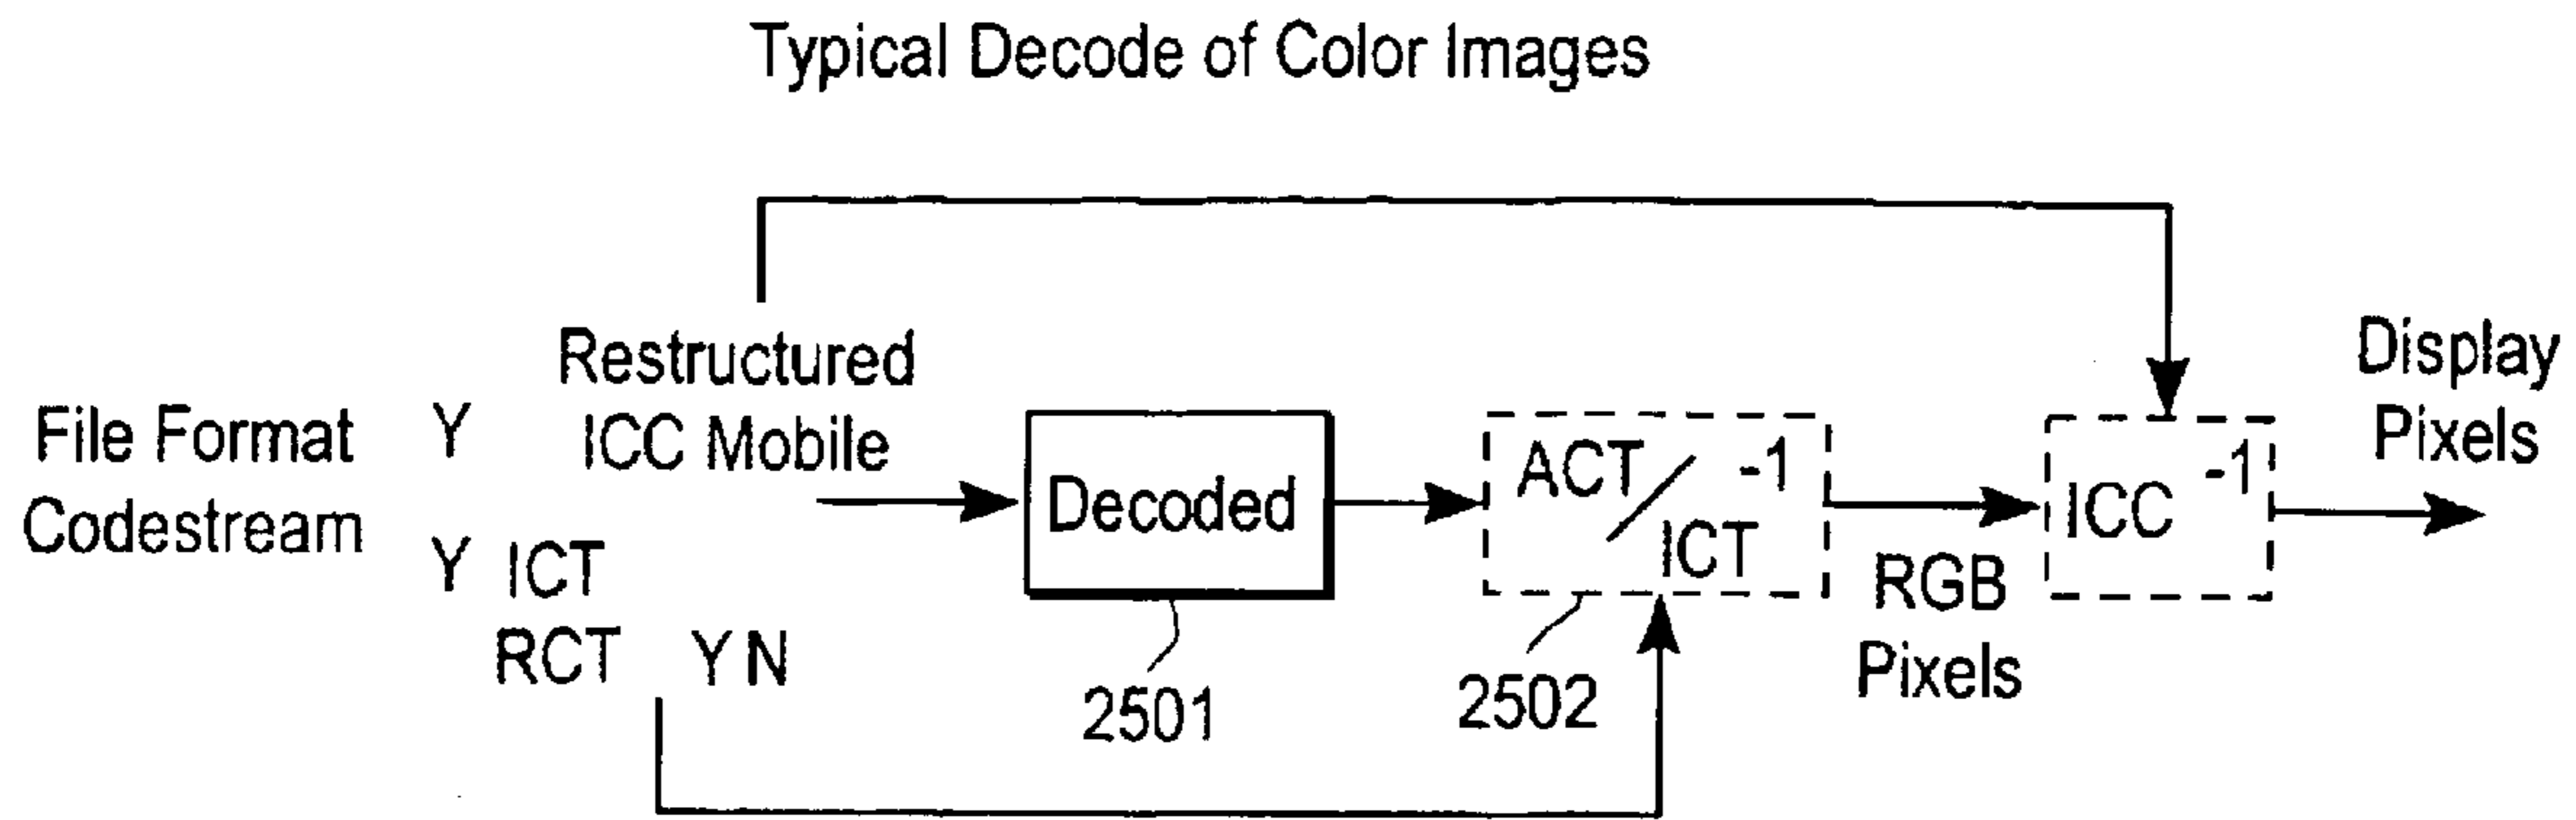 Typical Decode of Color Images
File Format
Codestream
Y
Y
Restructured
ICC Mobile
ICT
RCT
Y N
Decoded
2501
ACT/ICT -1
2502
RGB
Pixels
ICC -1
Display
Pixels